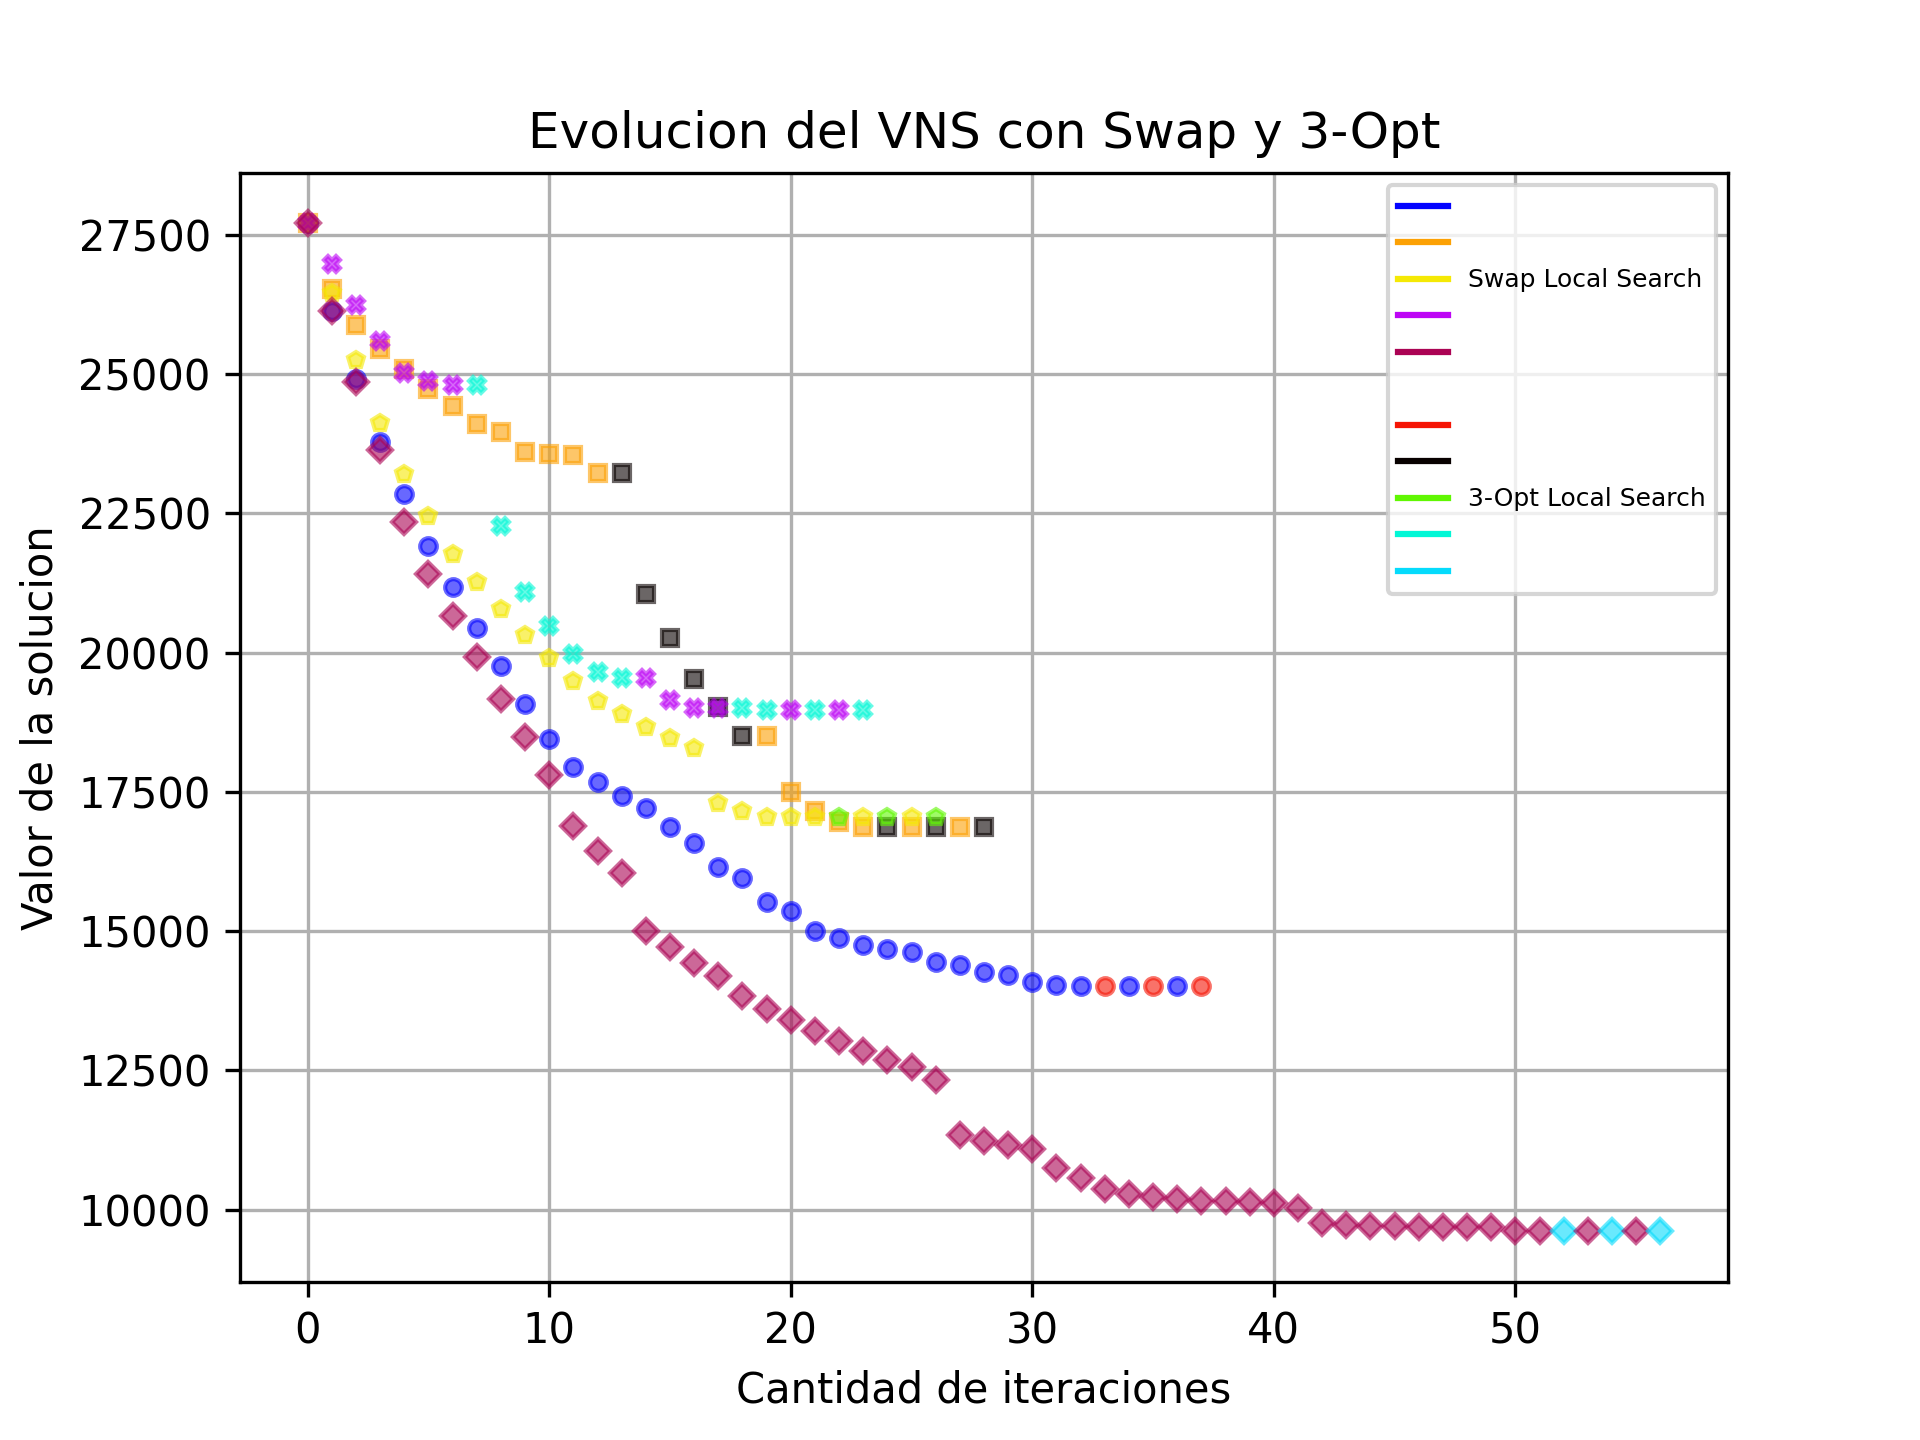 Evolucion del VNS con Swap y 3-Opt
27500
25000
22500
20000
17500
15000
12500
10000
Valor de la solucion
Swap Local Search
3-Opt Local Search
0 10 20 30 40 50
Cantidad de iteraciones